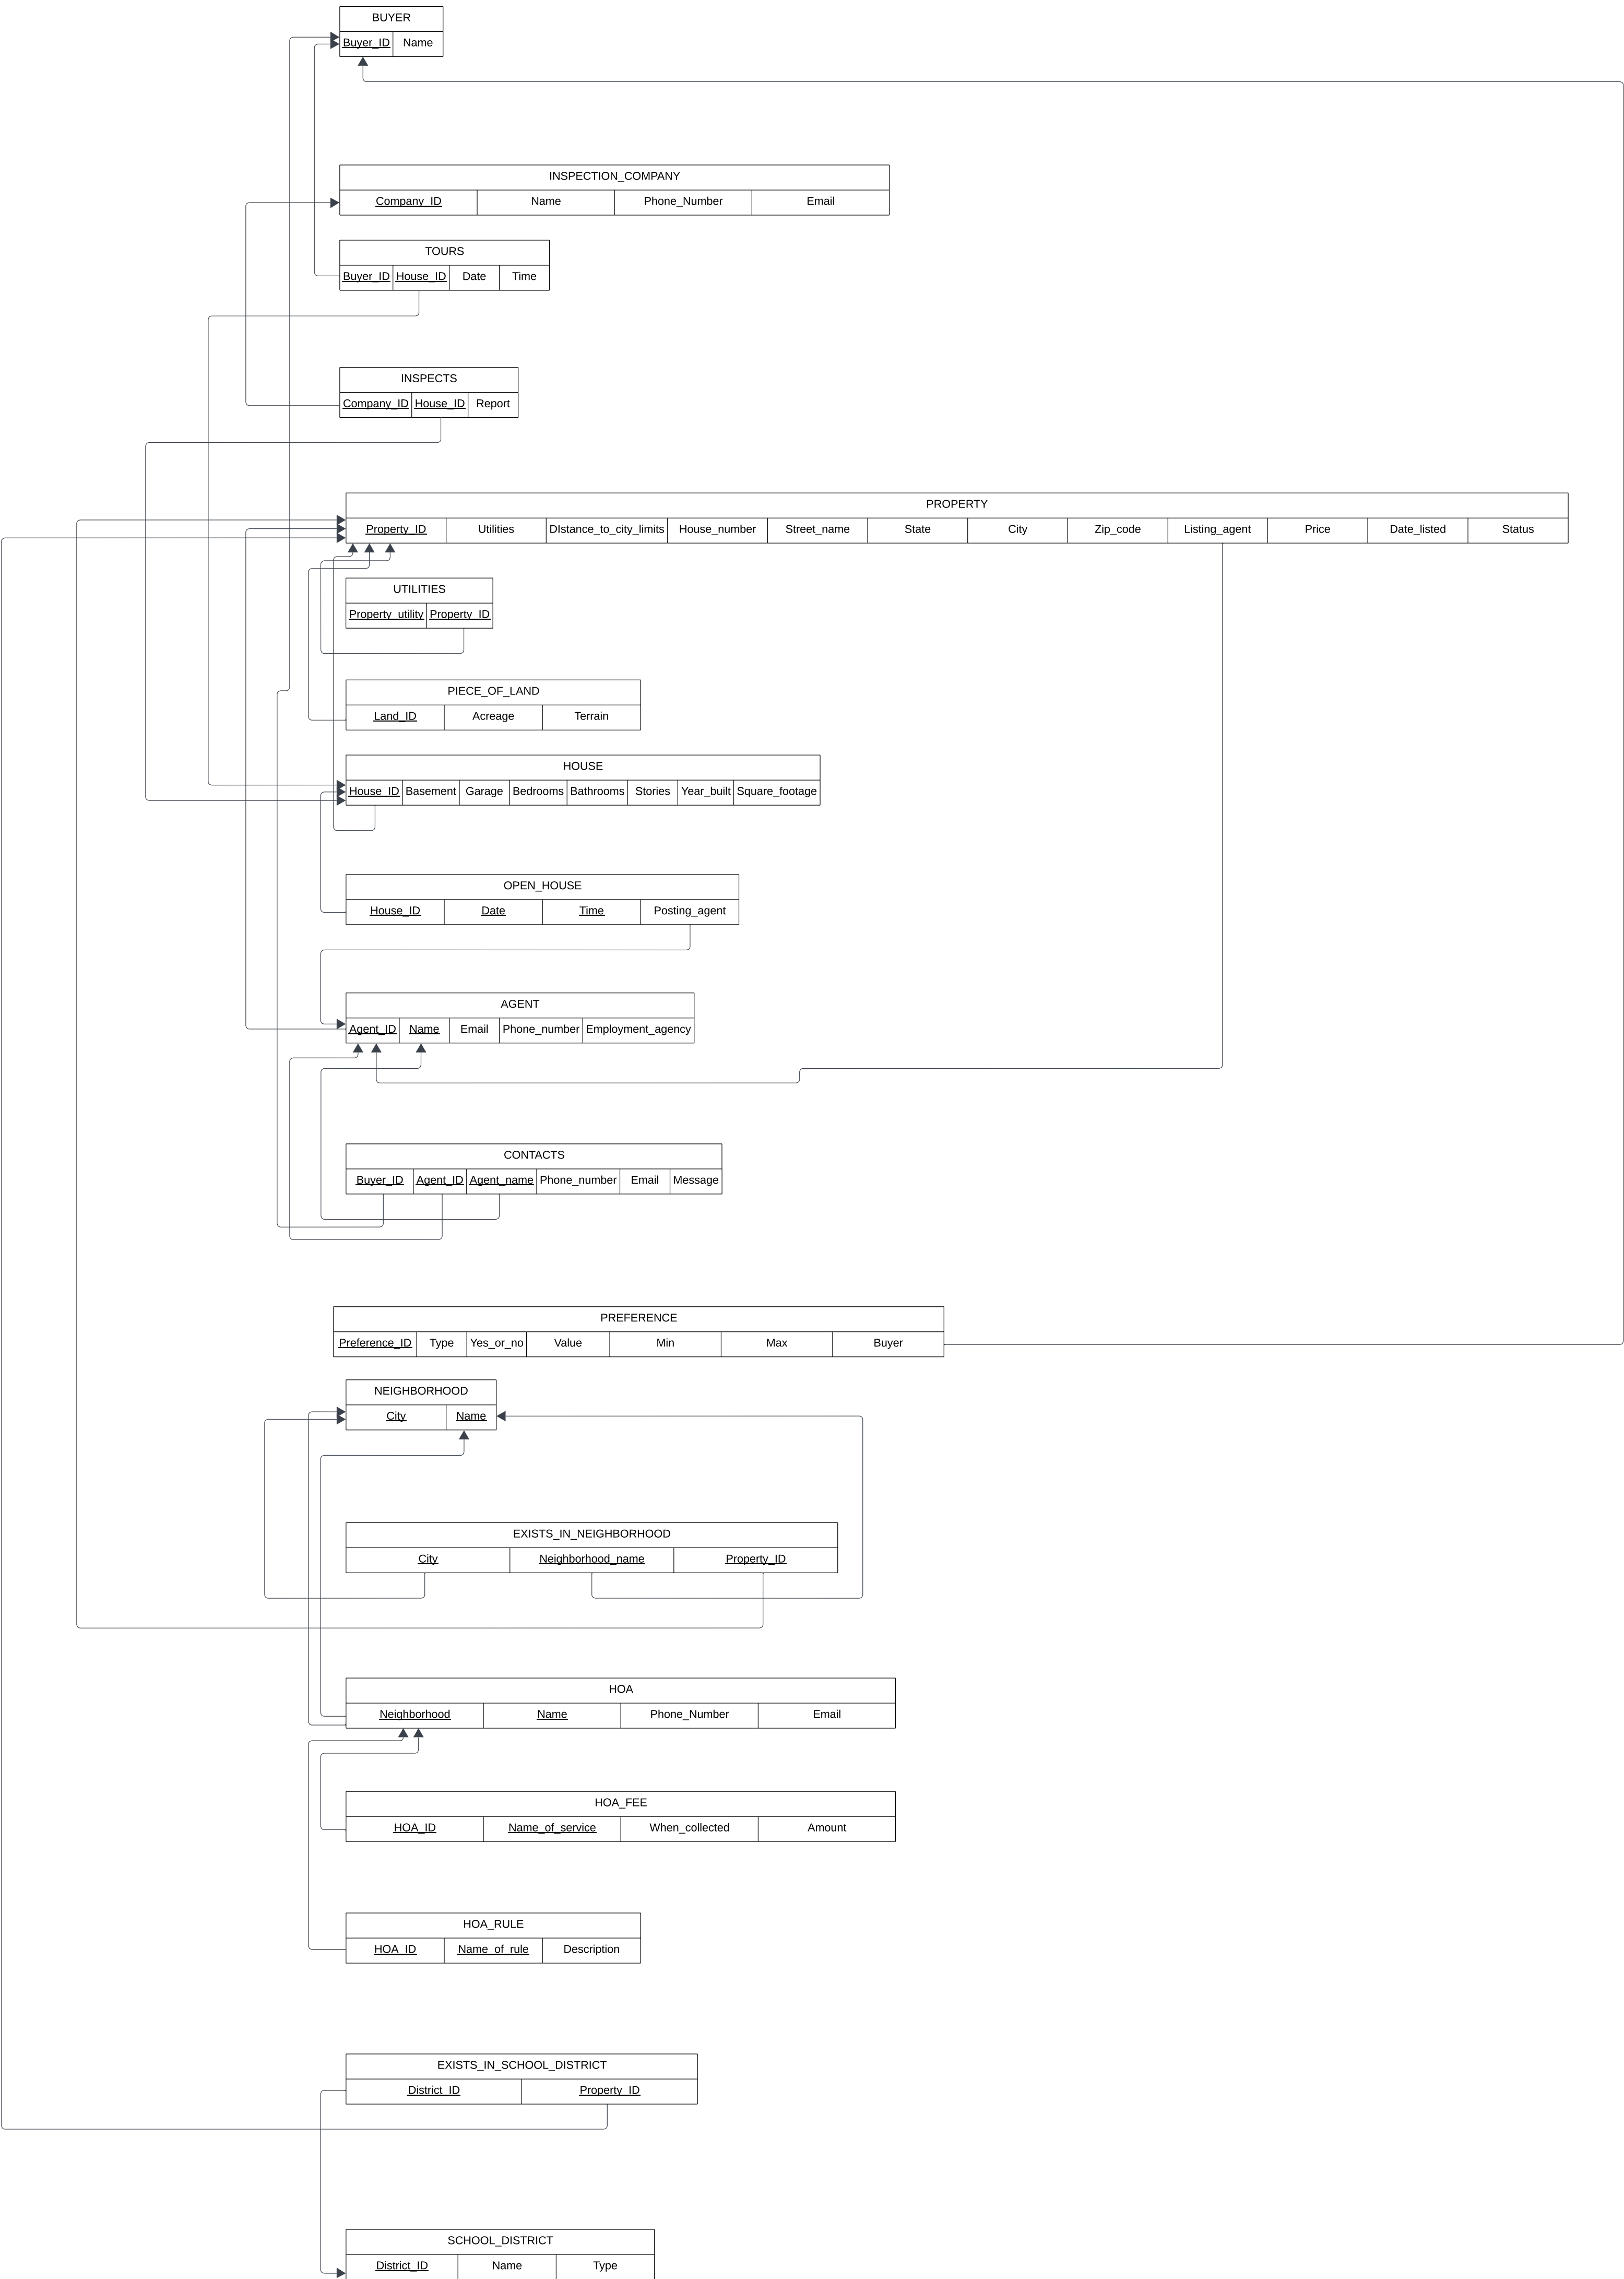 BUYER
Buyer_ID Name
INSPECTION_COMPANY
Company_ID Name Phone_Number Email
TOURS
Buyer_ID House_ID Date Time
INSPECTS
Company_ID House_ID Report
PROPERTY
Property_ID Utilities DIstance_to_city_limits House_number Street_name State City Zip_code Listing_agent Price Date_listed Status
UTILITIES
Property_utility Property_ID
PIECE_OF_LAND
Land_ID Acreage Terrain
HOUSE
House_ID Basement Garage Bedrooms Bathrooms Stories Year_built Square_footage
OPEN_HOUSE
House_ID Date Time Posting_agent
AGENT
Agent_ID Name Email Phone_number Employment_agency
CONTACTS
Buyer_ID Agent_ID Agent_name Phone_number Email Message
PREFERENCE
Preference_ID Type Yes_or_no Value Min Max Buyer
NEIGHBORHOOD
City Name
EXISTS_IN_NEIGHBORHOOD
City Neighborhood_name Property_ID
HOA
Neighborhood Name Phone_Number Email
HOA_FEE
HOA_ID Name_of_service When_collected Amount
HOA_RULE
HOA_ID Name_of_rule Description
EXISTS_IN_SCHOOL_DISTRICT
District_ID Property_ID
SCHOOL_DISTRICT
District_ID Name Type